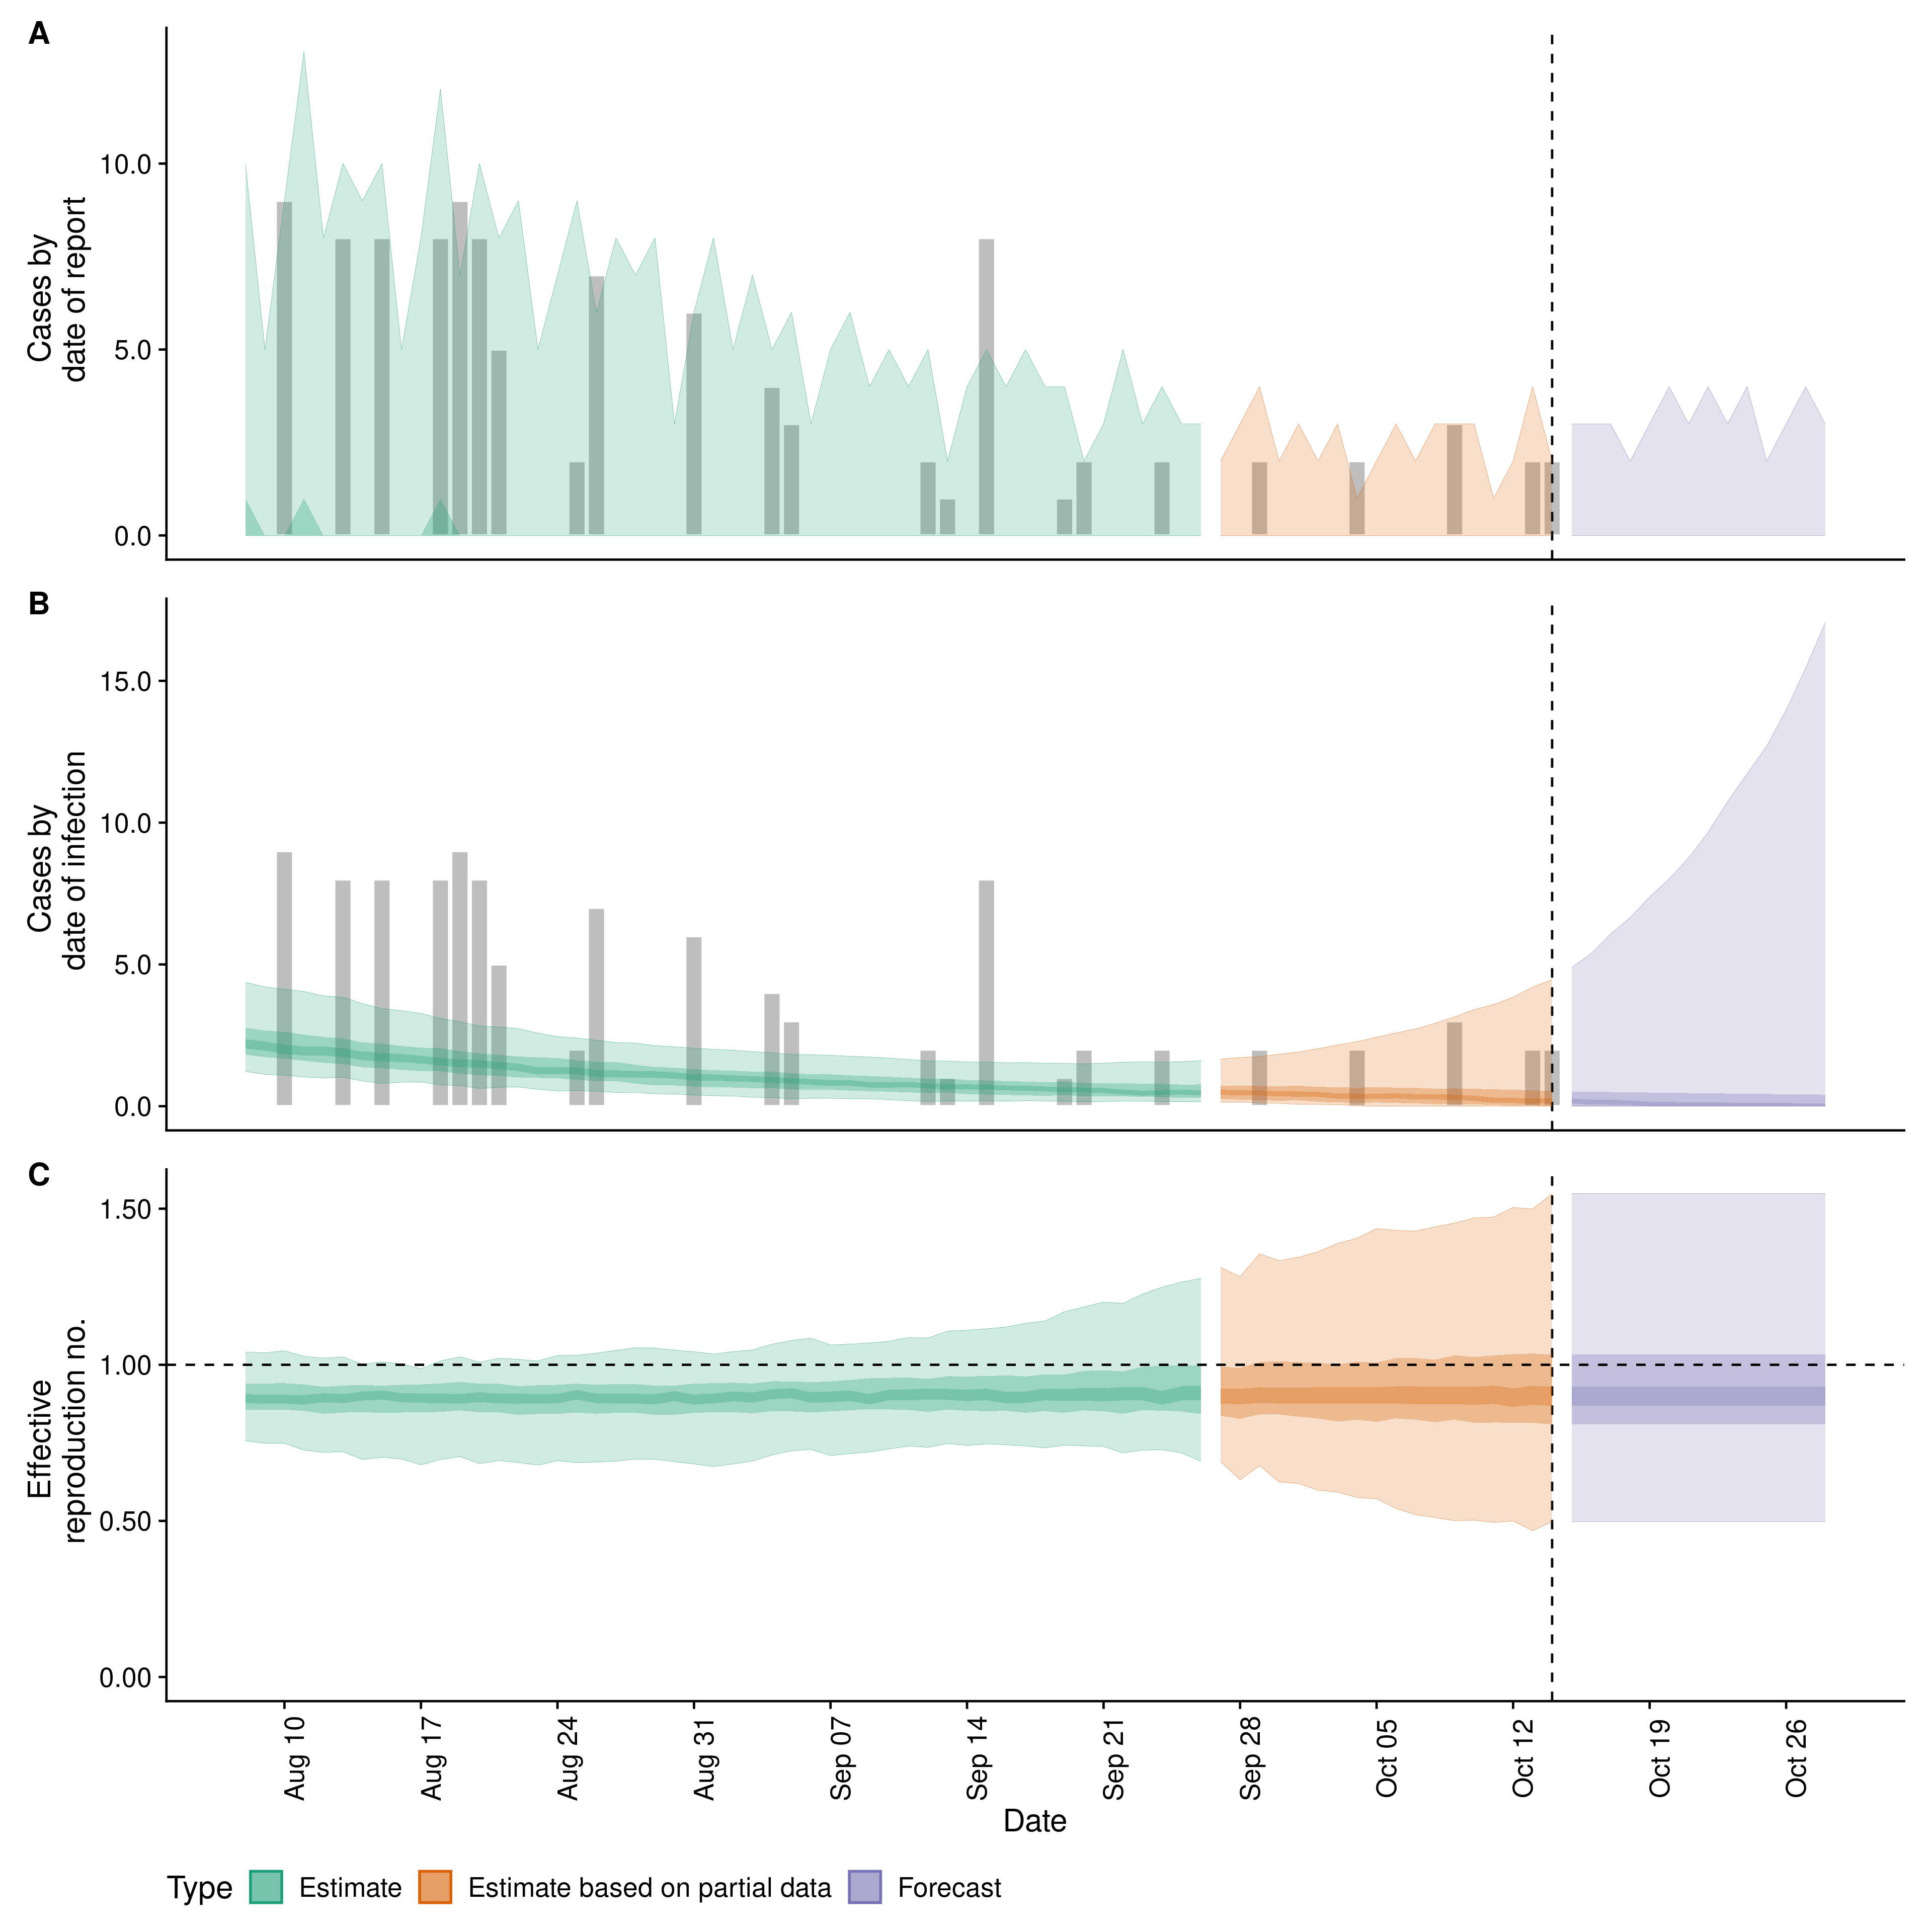 A
Cases by
date of report
10.0
5.0
0.0
B
Cases by
date of infection
15.0
10.0
5.0
0.0
C
Effective
reproduction no.
1.50
1.00
0.50
0.00
Aug 10
Aug 17
Aug 24
Aug 31
Sep 07
Sep 14
Sep 21
Sep 28
Oct 05
Oct 12
Oct 19
Oct 26
Date
Type Estimate Estimate based on partial data Forecast